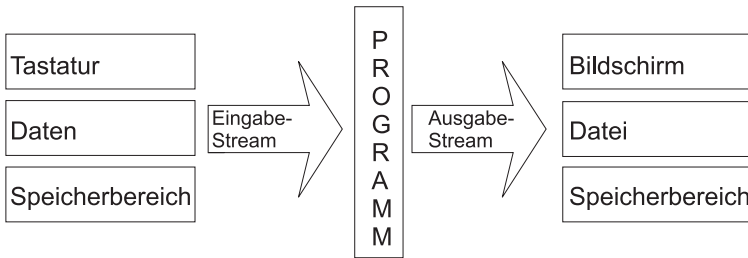 Tastatur
Daten
Speicherbereich
Eingabe-
Stream
PROGRAMM
Ausgabe-
Stream
Bildschirm
Datei
Speicherbereich